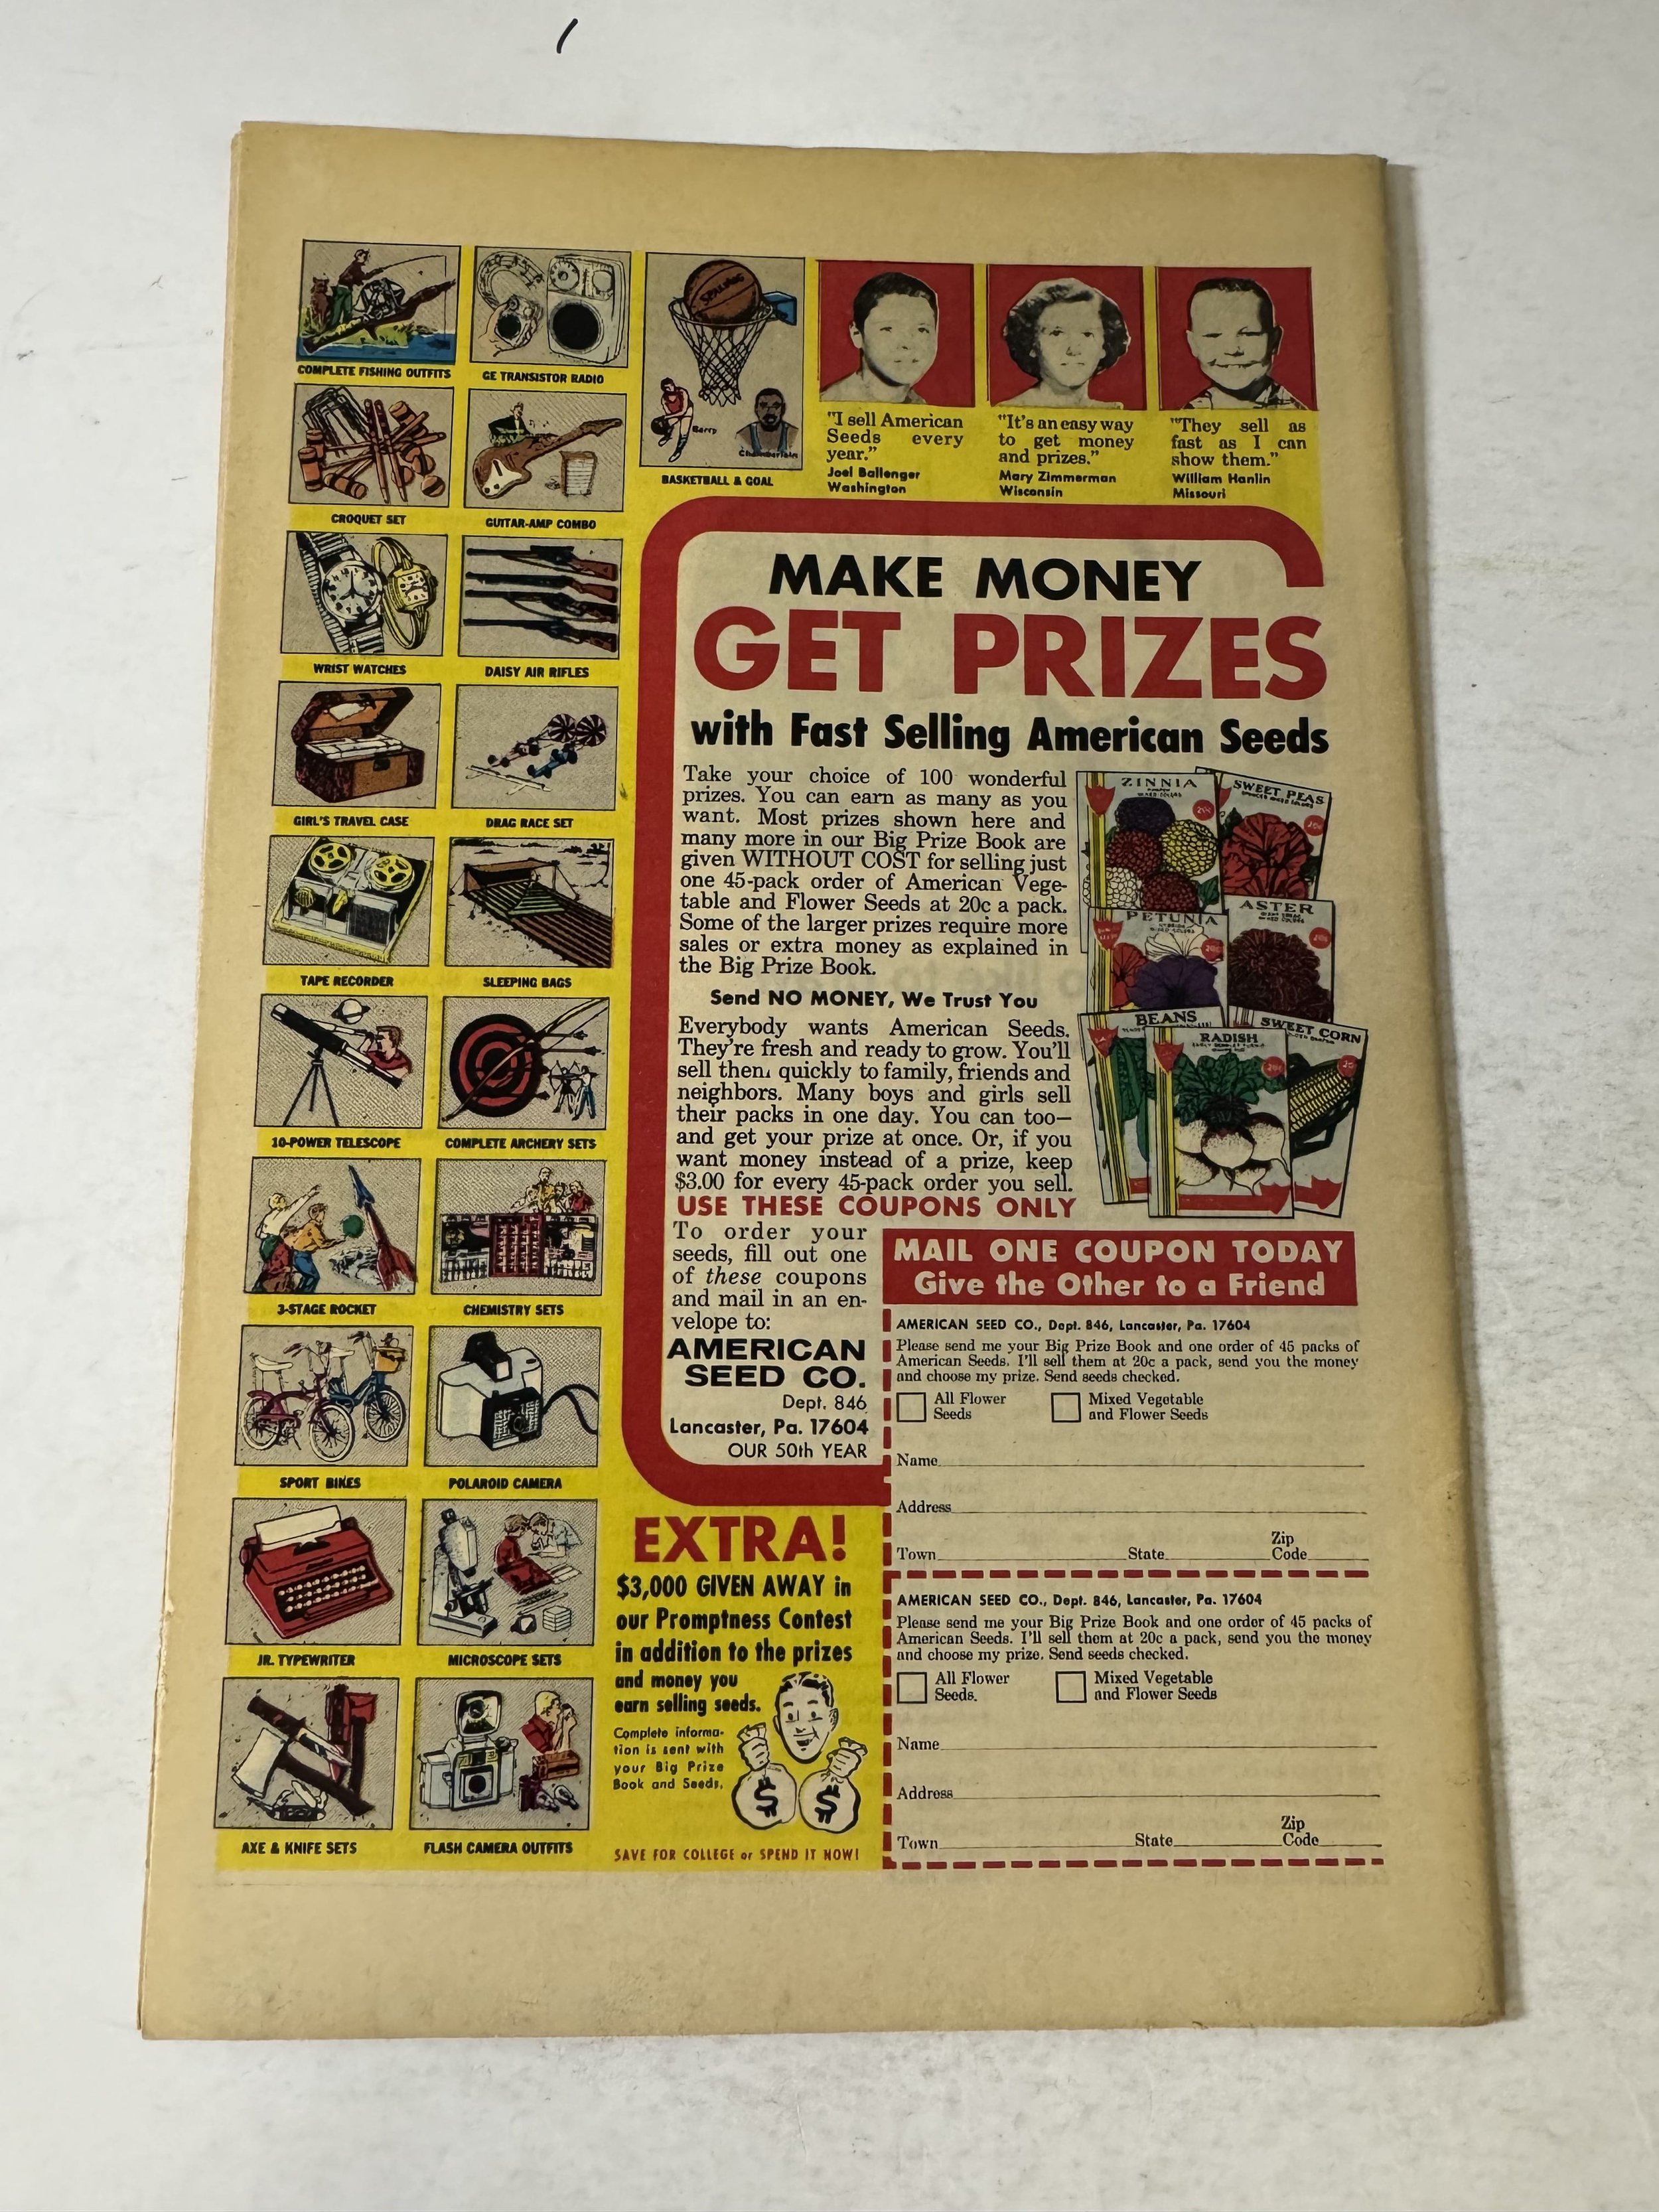 COMPLETE FISHING OUTFITS
GE TRANSISTOR RADIO
SPALDING
Barry
Chamberlain
BASKETBALL & GOAL
CROQUET SET
GUITAR-AMP COMBO
WRIST WATCHES
DAISY AIR RIFLES
GIRL'S TRAVEL CASE
DRAG RACE SET
TAPE RECORDER
SLEEPING BAGS
10-POWER TELESCOPE
COMPLETE ARCHERY SETS
3-STAGE ROCKET
CHEMISTRY SETS
SPORT BIKES
POLAROID CAMERA
JR. TYPEWRITER
MICROSCOPE SETS
AXE & KNIFE SETS
FLASH CAMERA OUTFITS
"I sell American
Seeds every
year."
Joel Ballenger
Washington
"It's an easy way
to get money
and prizes."
Mary Zimmerman
Wisconsin
"They sell as
fast as I can
show them."
William Hanlin
Missouri
MAKE MONEY
GET PRIZES
with Fast Selling American Seeds
Take your choice of 100 wonderful
prizes. You can earn as many as you
want. Most prizes shown here and
many more in our Big Prize Book are
given WITHOUT COST for selling just
one 45-pack order of American Vege-
table and Flower Seeds at 20c a pack.
Some of the larger prizes require more
sales or extra money as explained in
the Big Prize Book.
Send NO MONEY, We Trust You
Everybody wants American Seeds.
They're fresh and ready to grow. You'll
sell them quickly to family, friends and
neighbors. Many boys and girls sell
their packs in one day. You can too—
and get your prize at once. Or, if you
want money instead of a prize, keep
$3.00 for every 45-pack order you sell.
USE THESE COUPONS ONLY
To order your
seeds, fill out one
of these coupons
and mail in an en-
velope to:
AMERICAN
SEED CO.
Dept. 846
Lancaster, Pa. 17604
OUR 50th YEAR
ZINNIA
MIXED COLORS
20c
SWEET PEAS
MIXED COLORS
20c
PETUNIA
MIXED COLORS
20c
ASTER
MIXED COLORS
20c
BEANS
RADISH
20c
SWEET CORN
MAIL ONE COUPON TODAY
Give the Other to a Friend
AMERICAN SEED CO., Dept. 846, Lancaster, Pa. 17604
Please send me your Big Prize Book and one order of 45 packs of
American Seeds. I'll sell them at 20c a pack, send you the money
and choose my prize. Send seeds checked.
All Flower
Seeds
Mixed Vegetable
and Flower Seeds
Name
Address
Town State Zip
Code
AMERICAN SEED CO., Dept. 846, Lancaster, Pa. 17604
Please send me your Big Prize Book and one order of 45 packs of
American Seeds. I'll sell them at 20c a pack, send you the money
and choose my prize. Send seeds checked.
All Flower
Seeds.
Mixed Vegetable
and Flower Seeds
Name
Address
Town State Zip
Code
EXTRA!
$3,000 GIVEN AWAY in
our Promptness Contest
in addition to the prizes
and money you
earn selling seeds.
Complete informa-
tion is sent with
your Big Prize
Book and Seeds.
$ $
SAVE FOR COLLEGE or SPEND IT NOW!